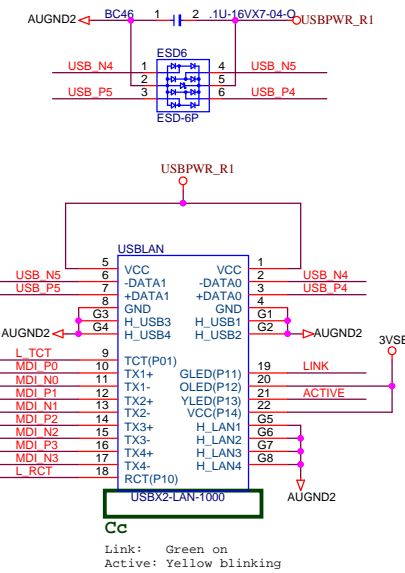 AUGND2 BC46 1 2 .1U-16VX7-04-O USBPWR_R1
ESD6
USB_N4 1 4 USB_N5
2 5
USB_P5 3 6 USB_P4
ESD-6P
USBPWR_R1
USBLAN
5 VCC VCC 1
USB_N5 6 -DATA1 -DATA0 2 USB_N4
USB_P5 7 +DATA1 +DATA0 3 USB_P4
8 GND GND 4
G3 H_USB3 H_USB1 G1
AUGND2 G4 H_USB4 H_USB2 G2 AUGND2
3VSB
L_TCT 9 TCT(P01)
MDI_P0 10 TX1+ GLED(P11) 19 LINK
MDI_N0 11 TX1- OLED(P12) 20
MDI_P1 12 TX2+ YLED(P13) 21 ACTIVE
MDI_N1 13 TX2- VCC(P14) 22
MDI_P2 14 TX3+ H_LAN1 G5
MDI_N2 15 TX3- H_LAN2 G6
MDI_P3 16 TX4+ H_LAN3 G7
MDI_N3 17 TX4- H_LAN4 G8
L_RCT 18 RCT(P10)
USBX2-LAN-1000 AUGND2
Cc
Link: Green on
Active: Yellow blinking